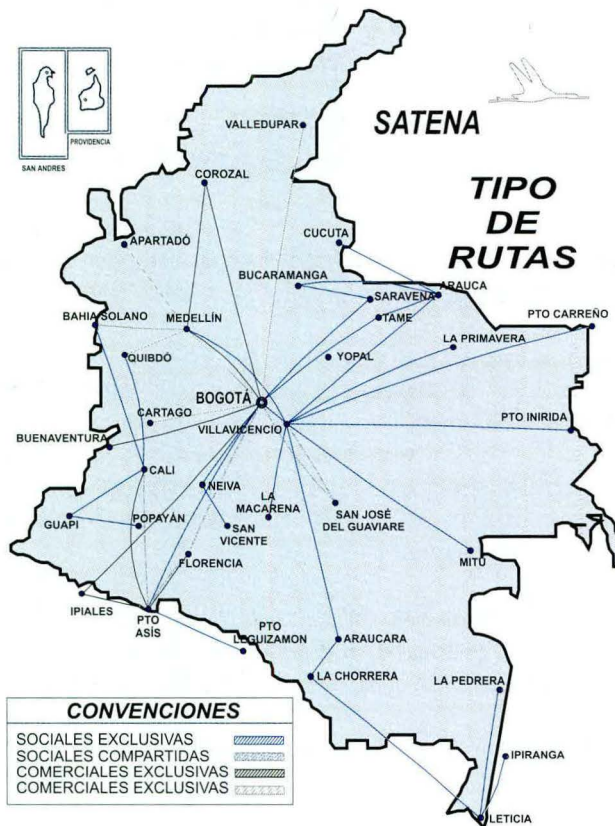 SAN ANDRES
PROVIDENCIA
SATENA
TIPO
DE
RUTAS
VALLEDUPAR
COROZAL
CUCUTA
APARTADÓ
BUCARAMANGA
ARAUCA
SARAVENA
PTO CARREÑO
BAHIA SOLANO
MEDELLÍN
TAME
LA PRIMAVERA
QUIBDÓ
YOPAL
BOGOTÁ
CARTAGO
VILLAVICENCIO
PTO INIRIDA
BUENAVENTURA
CALI
NEIVA
LA
MACARENA
SAN JOSÉ
DEL GUAVIARE
GUAPI
POPAYÁN
SAN
VICENTE
FLORENCIA
MITÚ
IPIALES
PTO
ASÍS
PTO
LEGUIZAMON
ARAUCARA
LA CHORRERA
LA PEDRERA
IPIRANGA
LETICIA
CONVENCIONES
SOCIALES EXCLUSIVAS
SOCIALES COMPARTIDAS
COMERCIALES EXCLUSIVAS
COMERCIALES EXCLUSIVAS